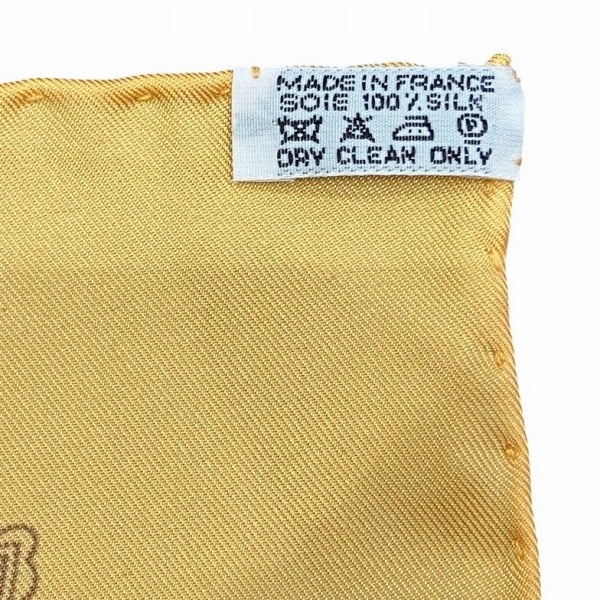 MADE IN FRANCE
SOIE 100% SILK
DRY CLEAN ONLY